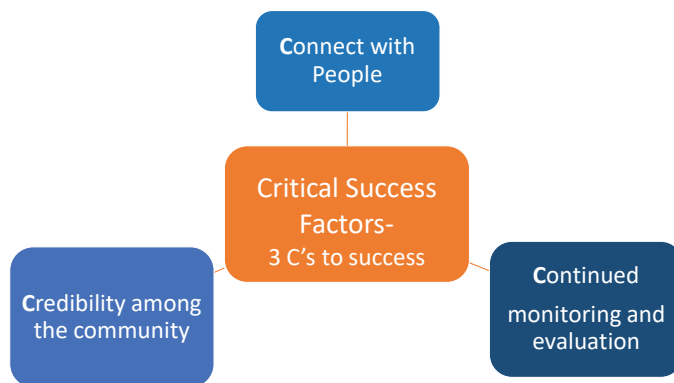 Connect with
People
Critical Success
Factors-
3 C’s to success
Credibility among
the community
Continued
monitoring and
evaluation